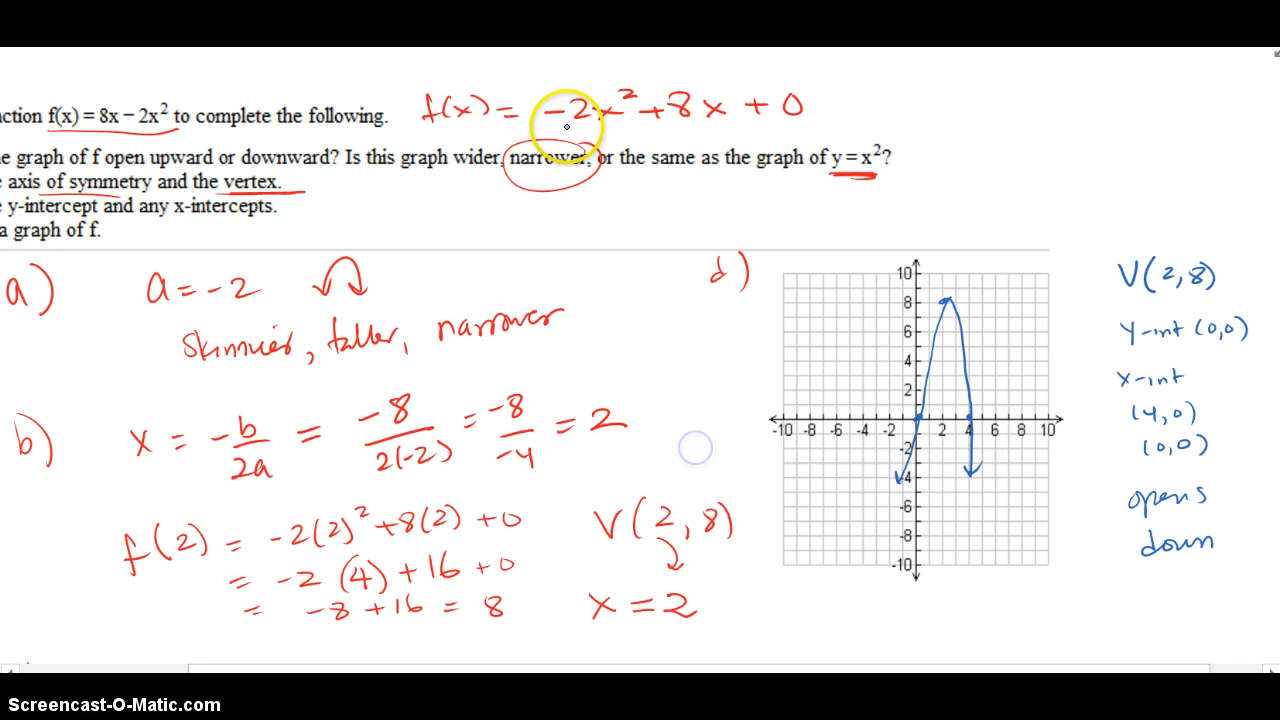 nction f(x) = 8x – 2x² to complete the following.
f(x) = -2x² + 8x + 0
he graph of f open upward or downward? Is this graph wider, narrower, or the same as the graph of y = x²?
e axis of symmetry and the vertex.
e y-intercept and any x-intercepts.
a graph of f.
a)
a = -2
skinnier, taller, narrower
b)
x = -b/2a = -8/2(-2) = -8/-4 = 2
f(2) = -2(2)² + 8(2) + 0
= -2 (4) + 16 + 0
= -8 + 16 = 8
V(2, 8)
x = 2
d)
10
8
6
4
2
-10 -8 -6 -4 -2 2 4 6 8 10
-2
-4
-6
-8
-10
V(2,8)
y-int (0,0)
x-int
(4,0)
(0,0)
opens
down
Screencast-O-Matic.com